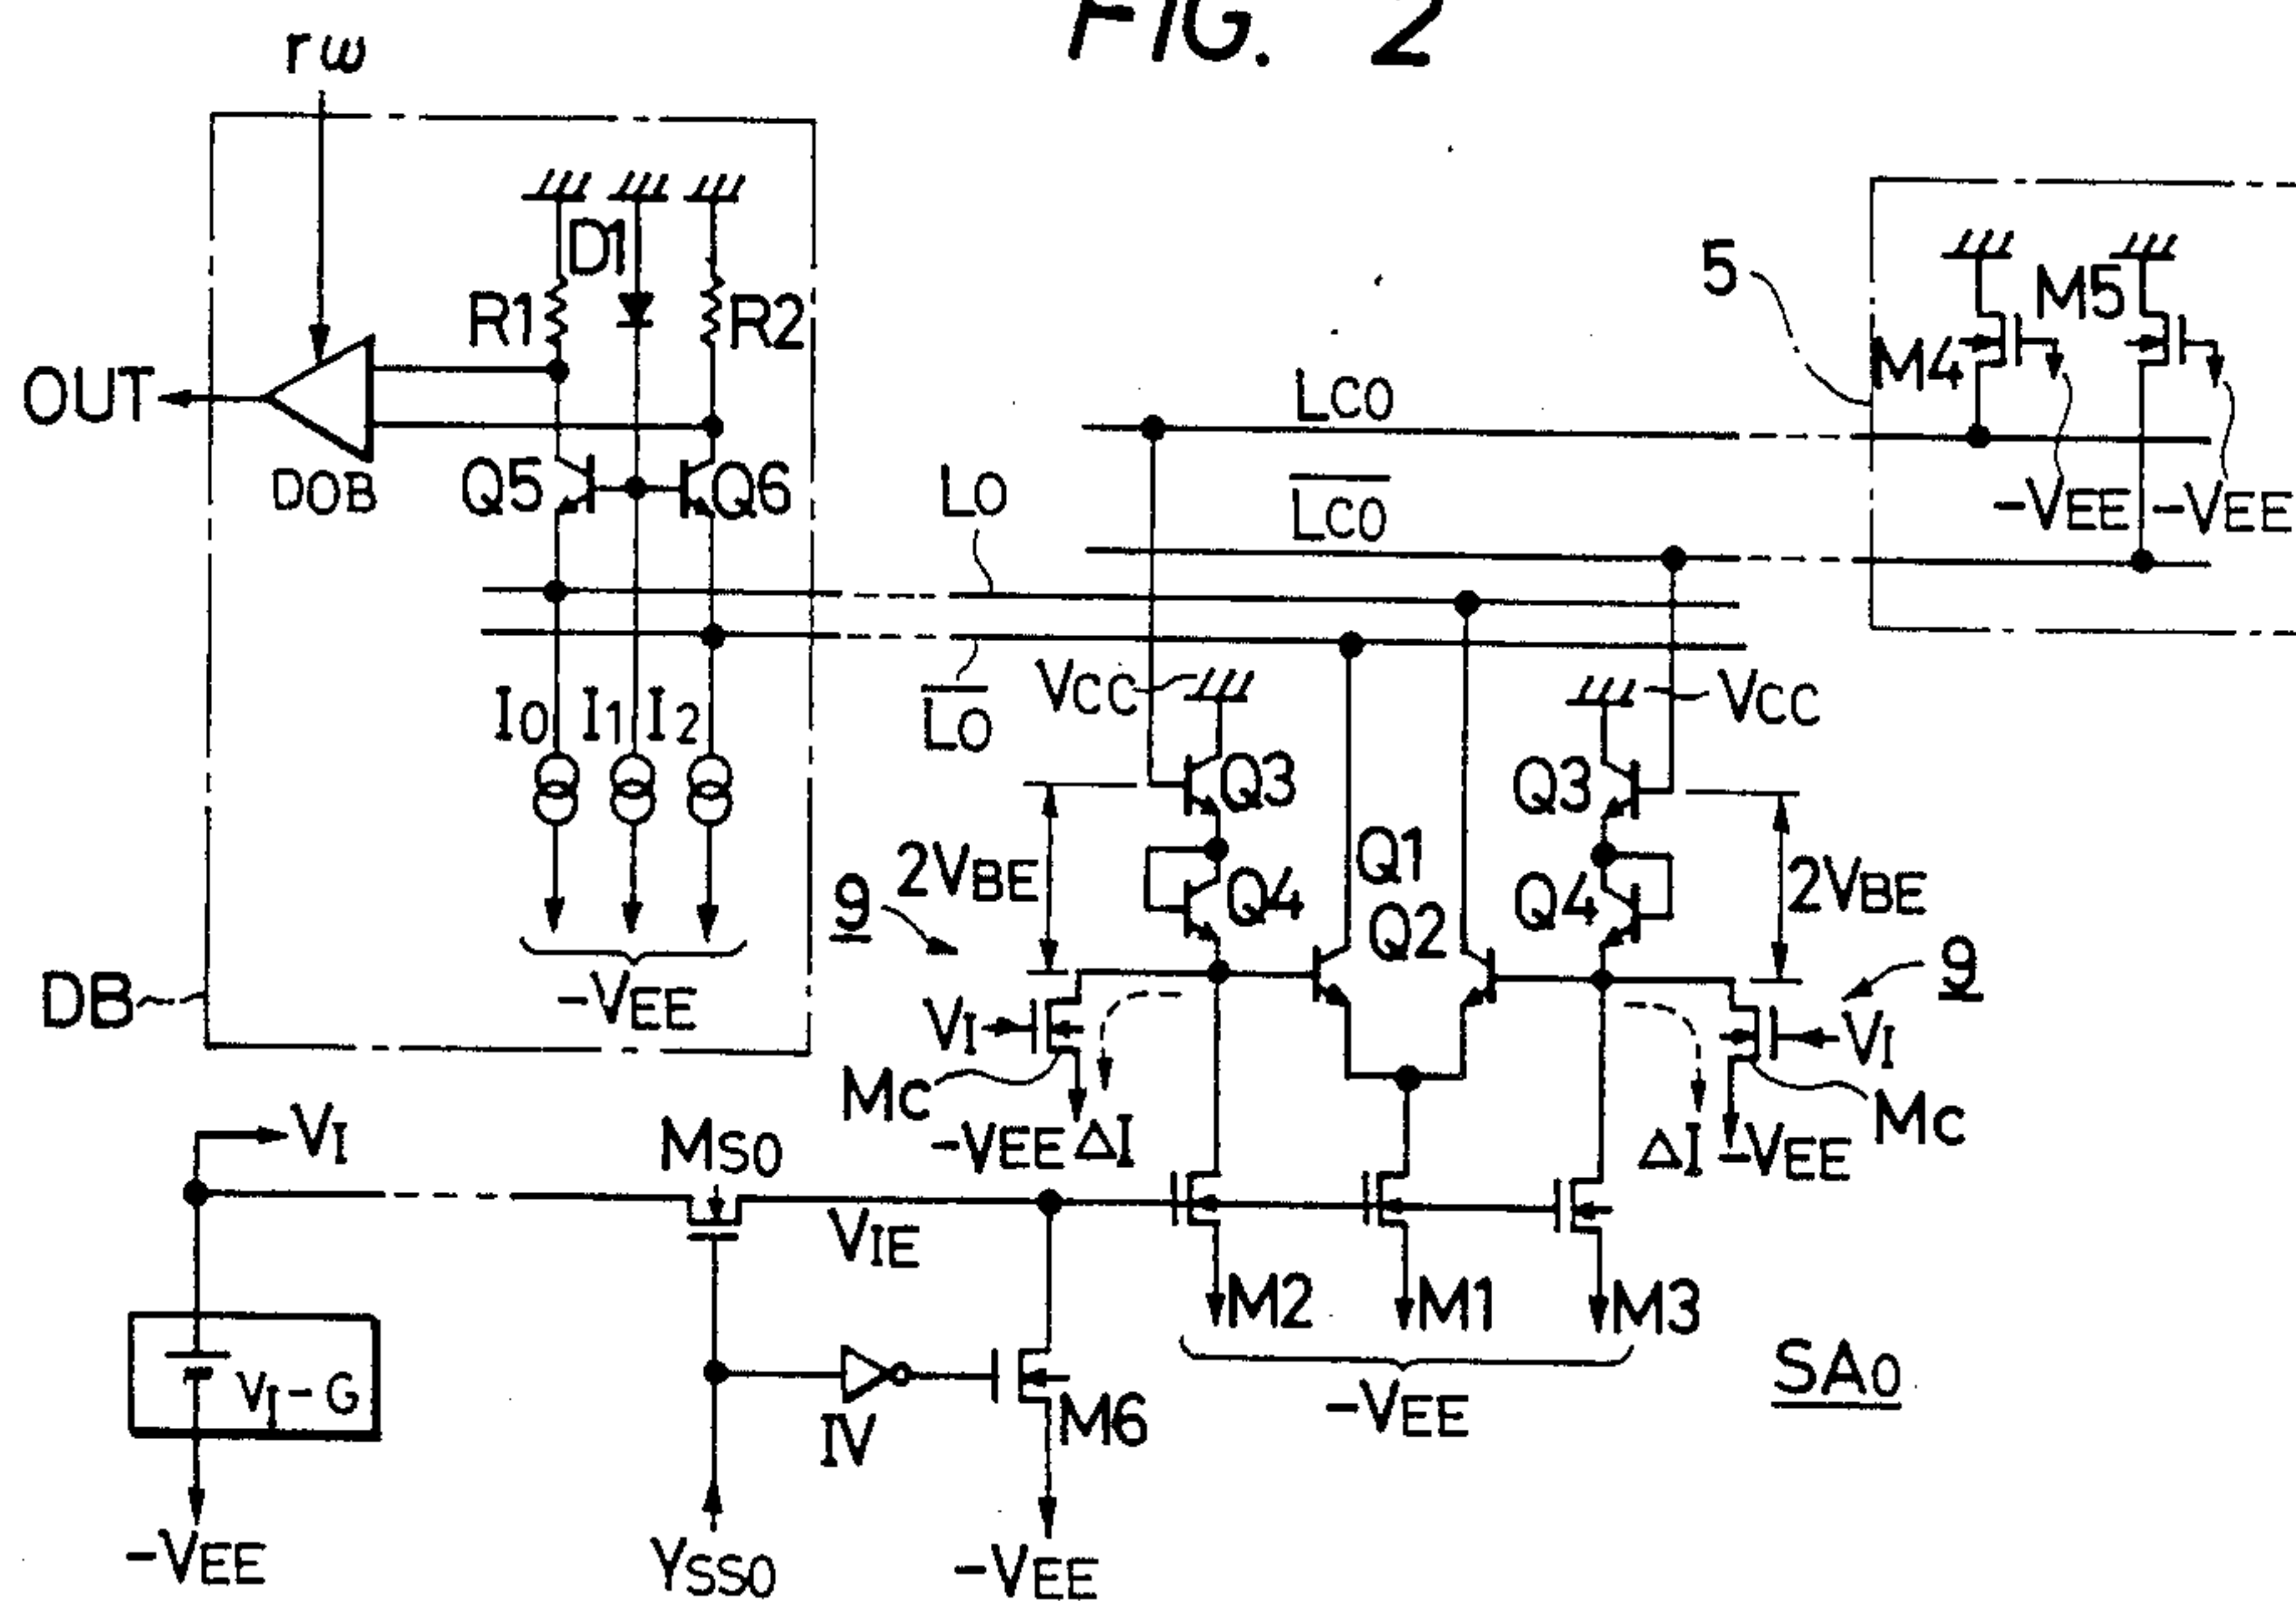 FIG. 2
rω
D1
R1
R2
OUT
DOB
Q5
Q6
I0 I1 I2
-VEE
DB
5
M4
M5
-VEE
-VEE
LC0
L̅C̅0̅
L0
L̅0̅
VCC
VCC
Q3
Q3
2VBE
Q4
Q1
Q2
Q4
2VBE
9
9
VI
MC
-VEE
ΔI
VI
MC
ΔI
-VEE
VI
MS0
VIE
M2
M1
M3
-VEE
SA0
VI-G
IV
M6
-VEE
YSS0
-VEE